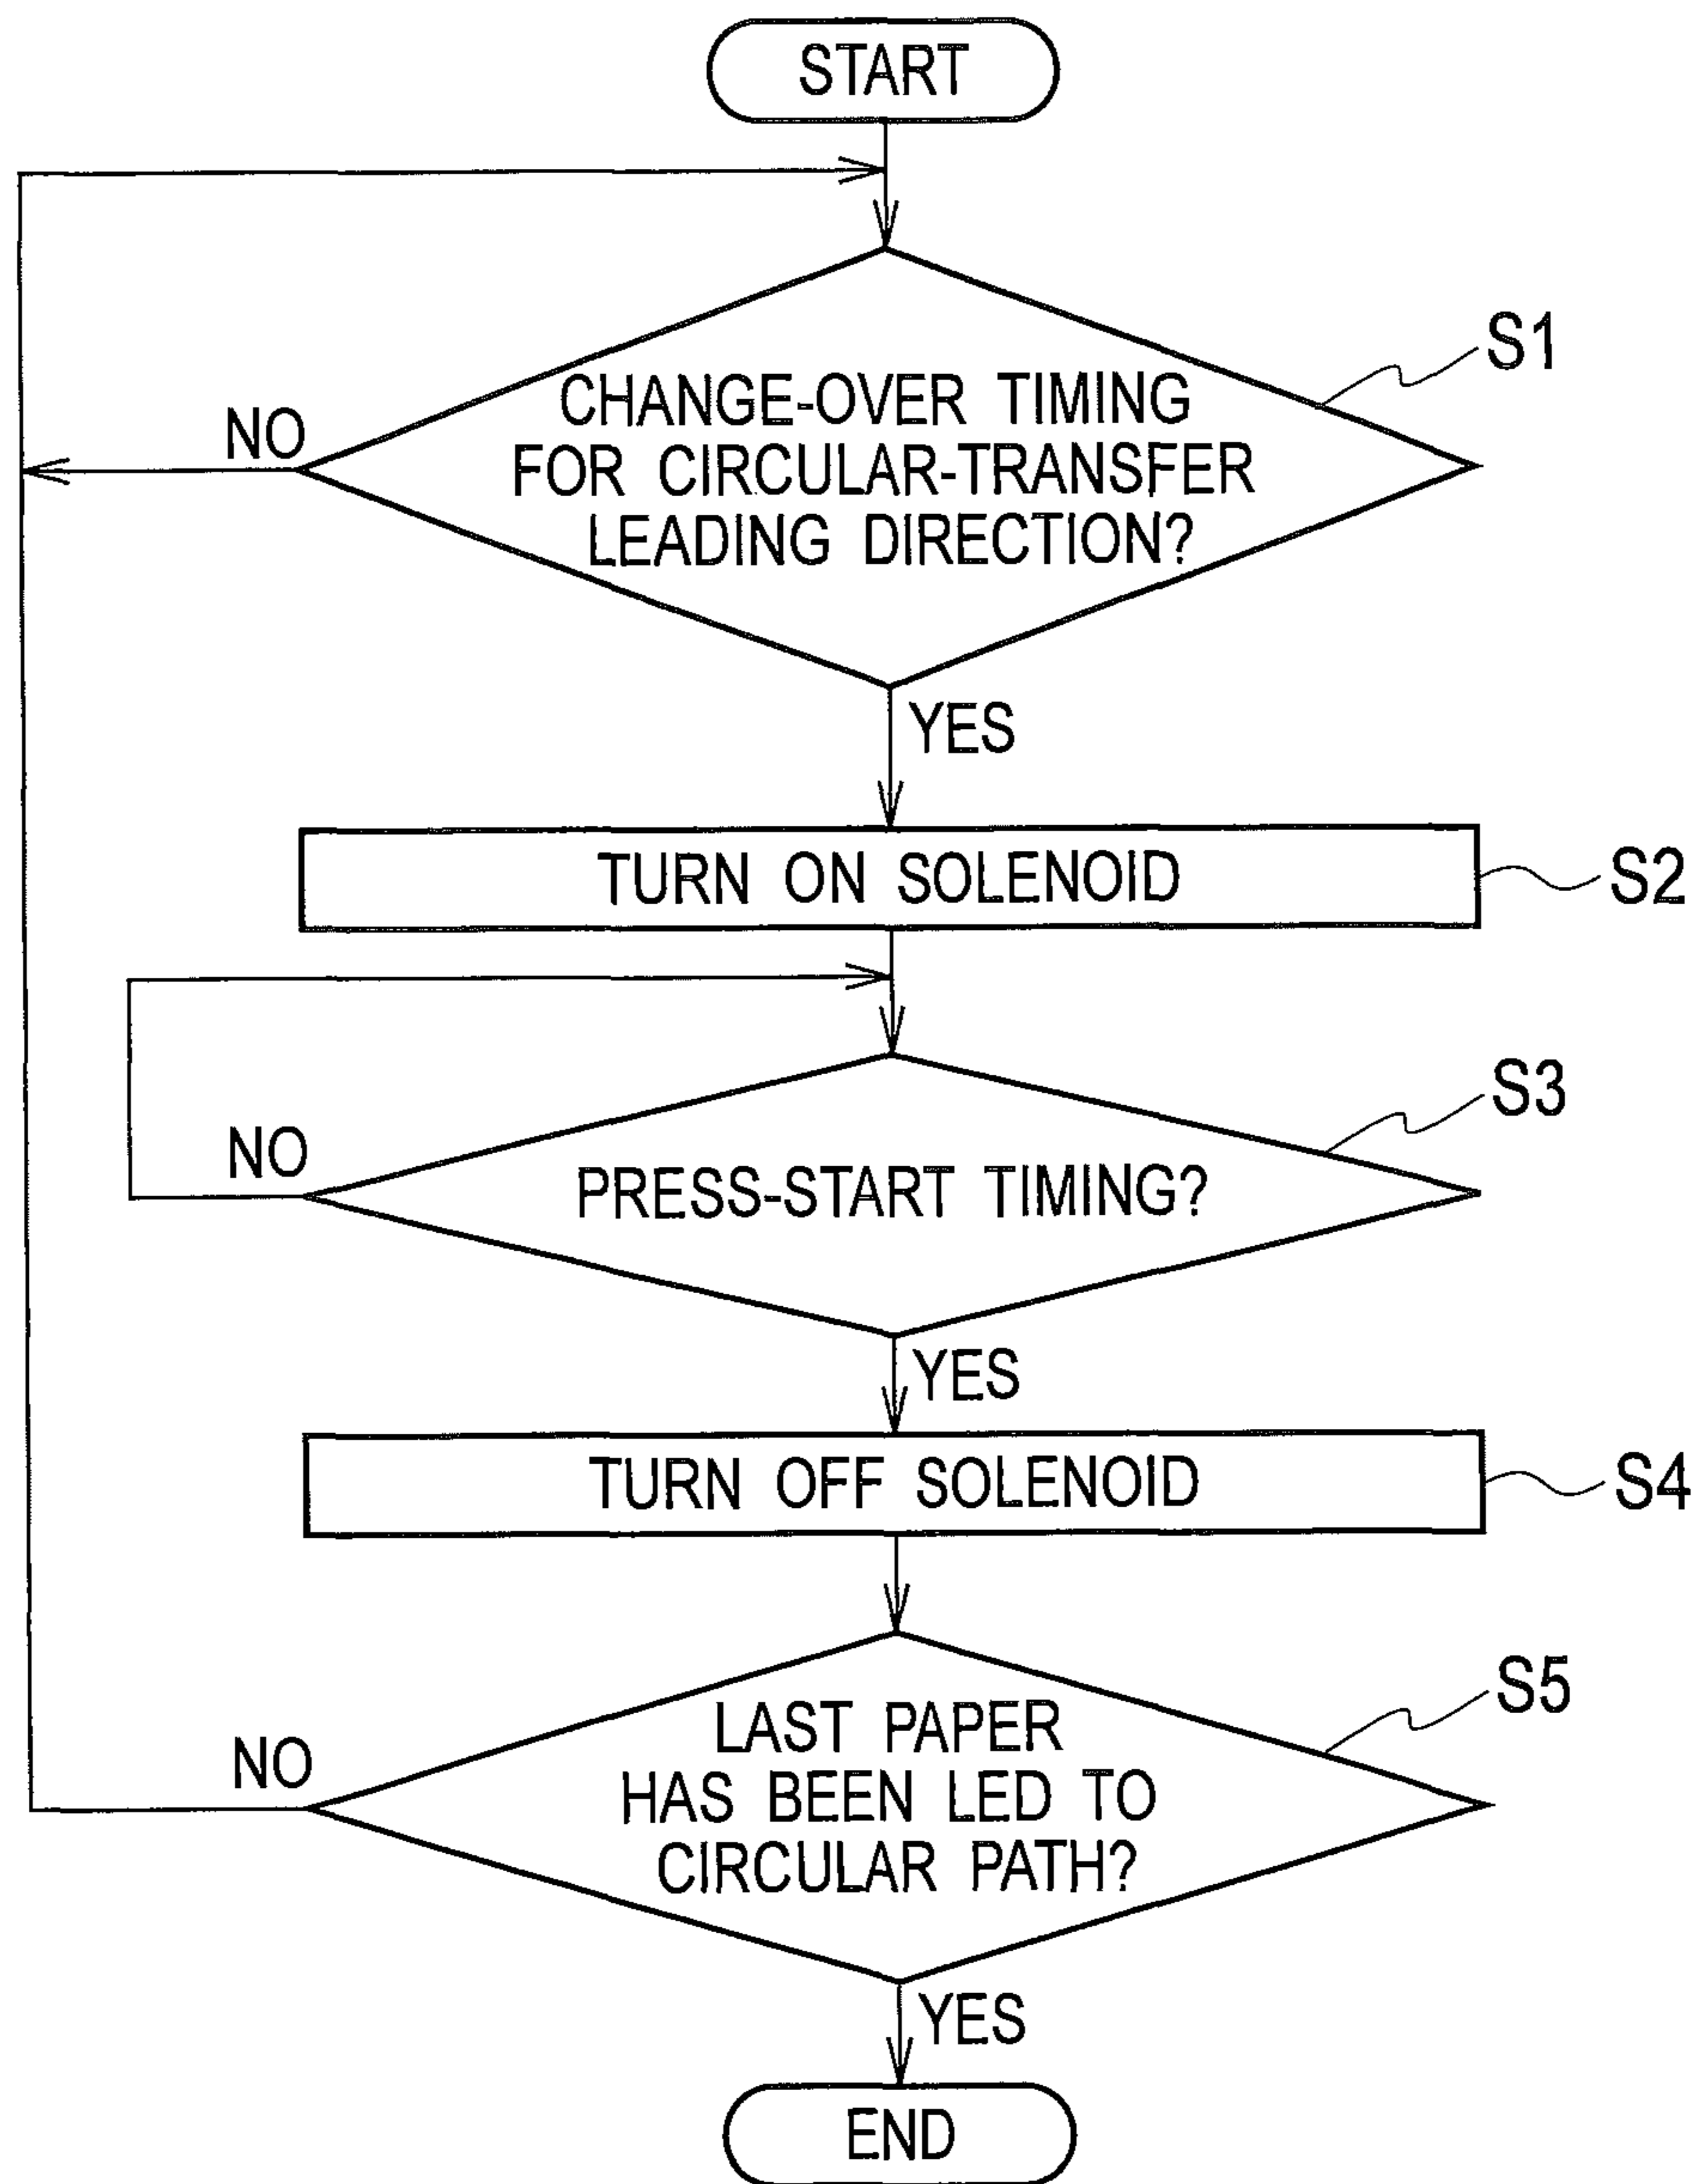 START
S1
CHANGE-OVER TIMING
FOR CIRCULAR-TRANSFER
LEADING DIRECTION?
NO
YES
TURN ON SOLENOID
S2
S3
NO
PRESS-START TIMING?
YES
TURN OFF SOLENOID
S4
S5
LAST PAPER
HAS BEEN LED TO
CIRCULAR PATH?
NO
YES
END